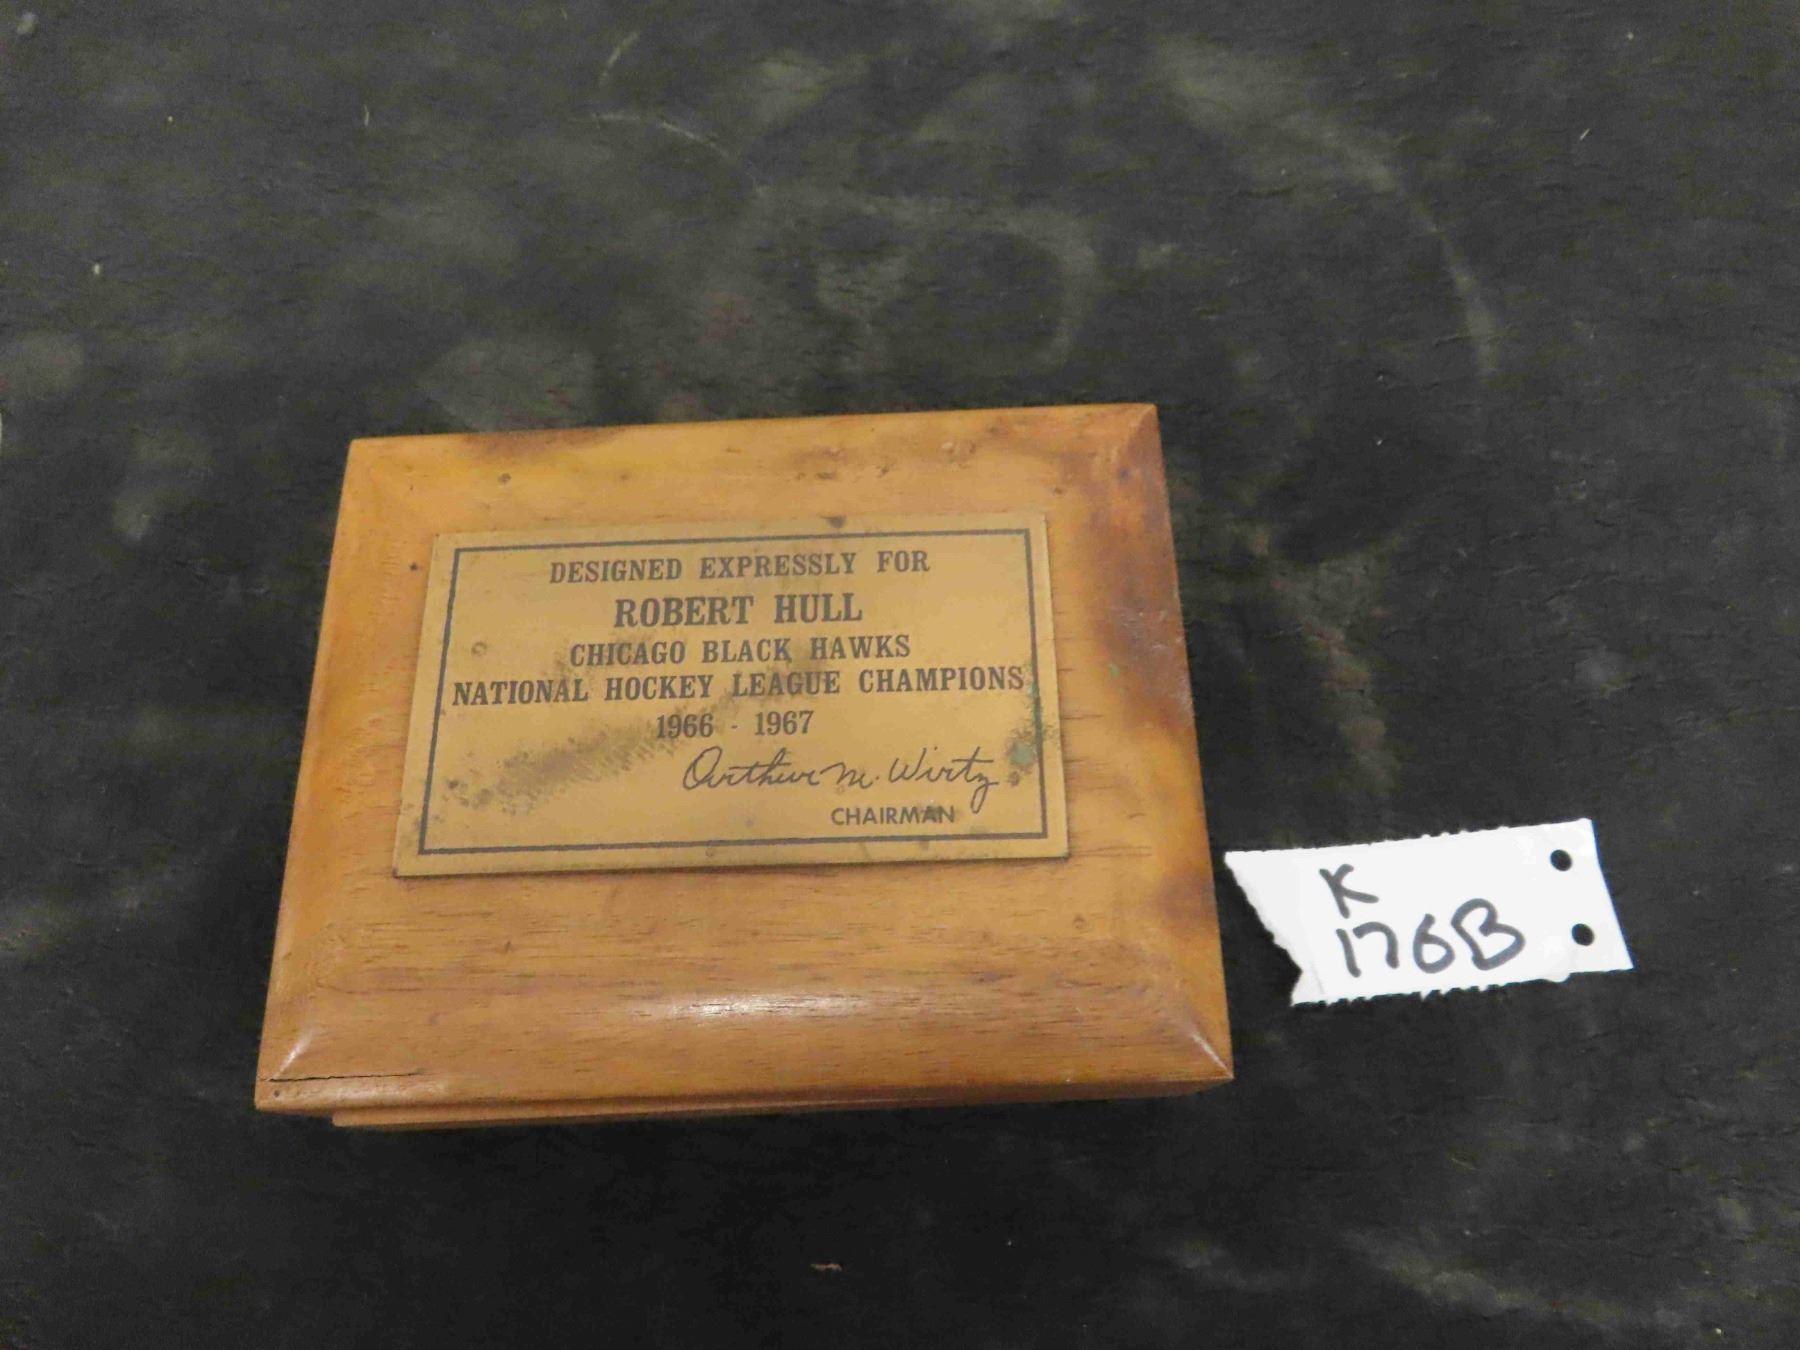 DESIGNED EXPRESSLY FOR
ROBERT HULL
CHICAGO BLACK HAWKS
NATIONAL HOCKEY LEAGUE CHAMPIONS
1966 - 1967
Arthur M. Wirtz
CHAIRMAN
K
176B